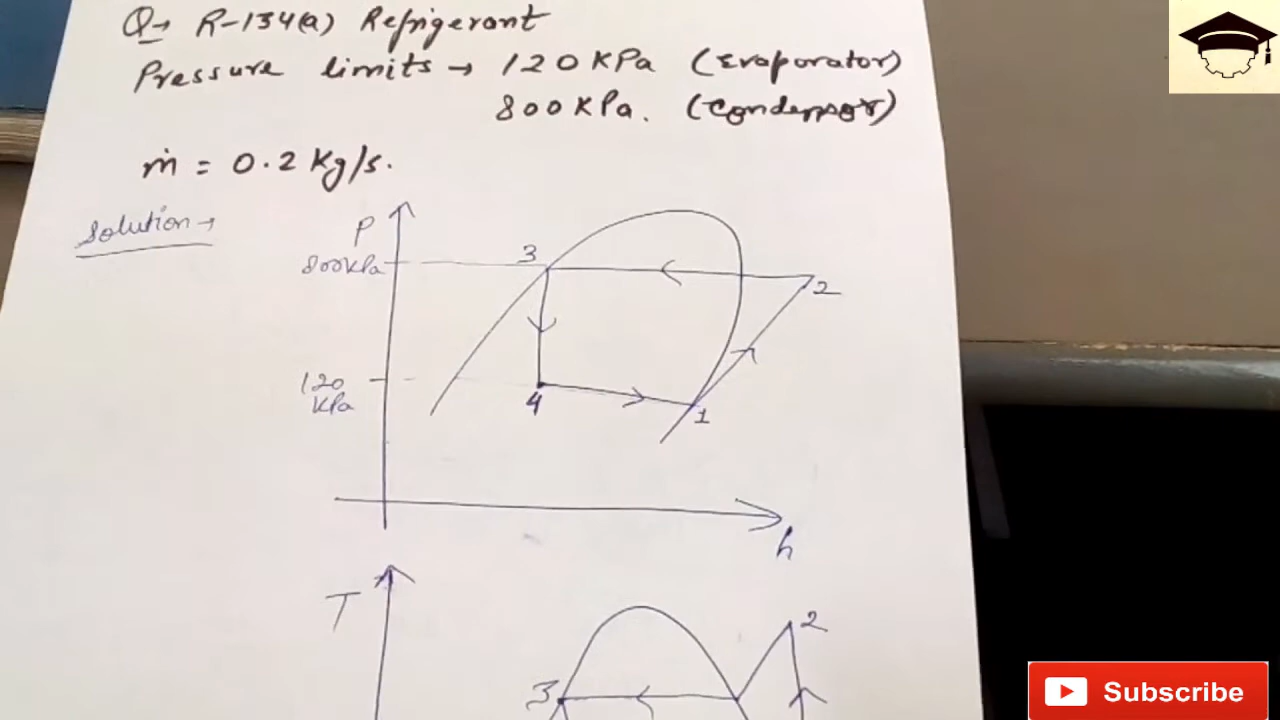 Q→ R-134(a) Refrigerant
Pressure limits → 120 KPa (Evaporator)
800 KPa. (Condensor)
ṁ = 0.2 Kg/s.
Solution →
P
800KPa
3
2
120
KPa
4
1
h
T
2
3
Subscribe